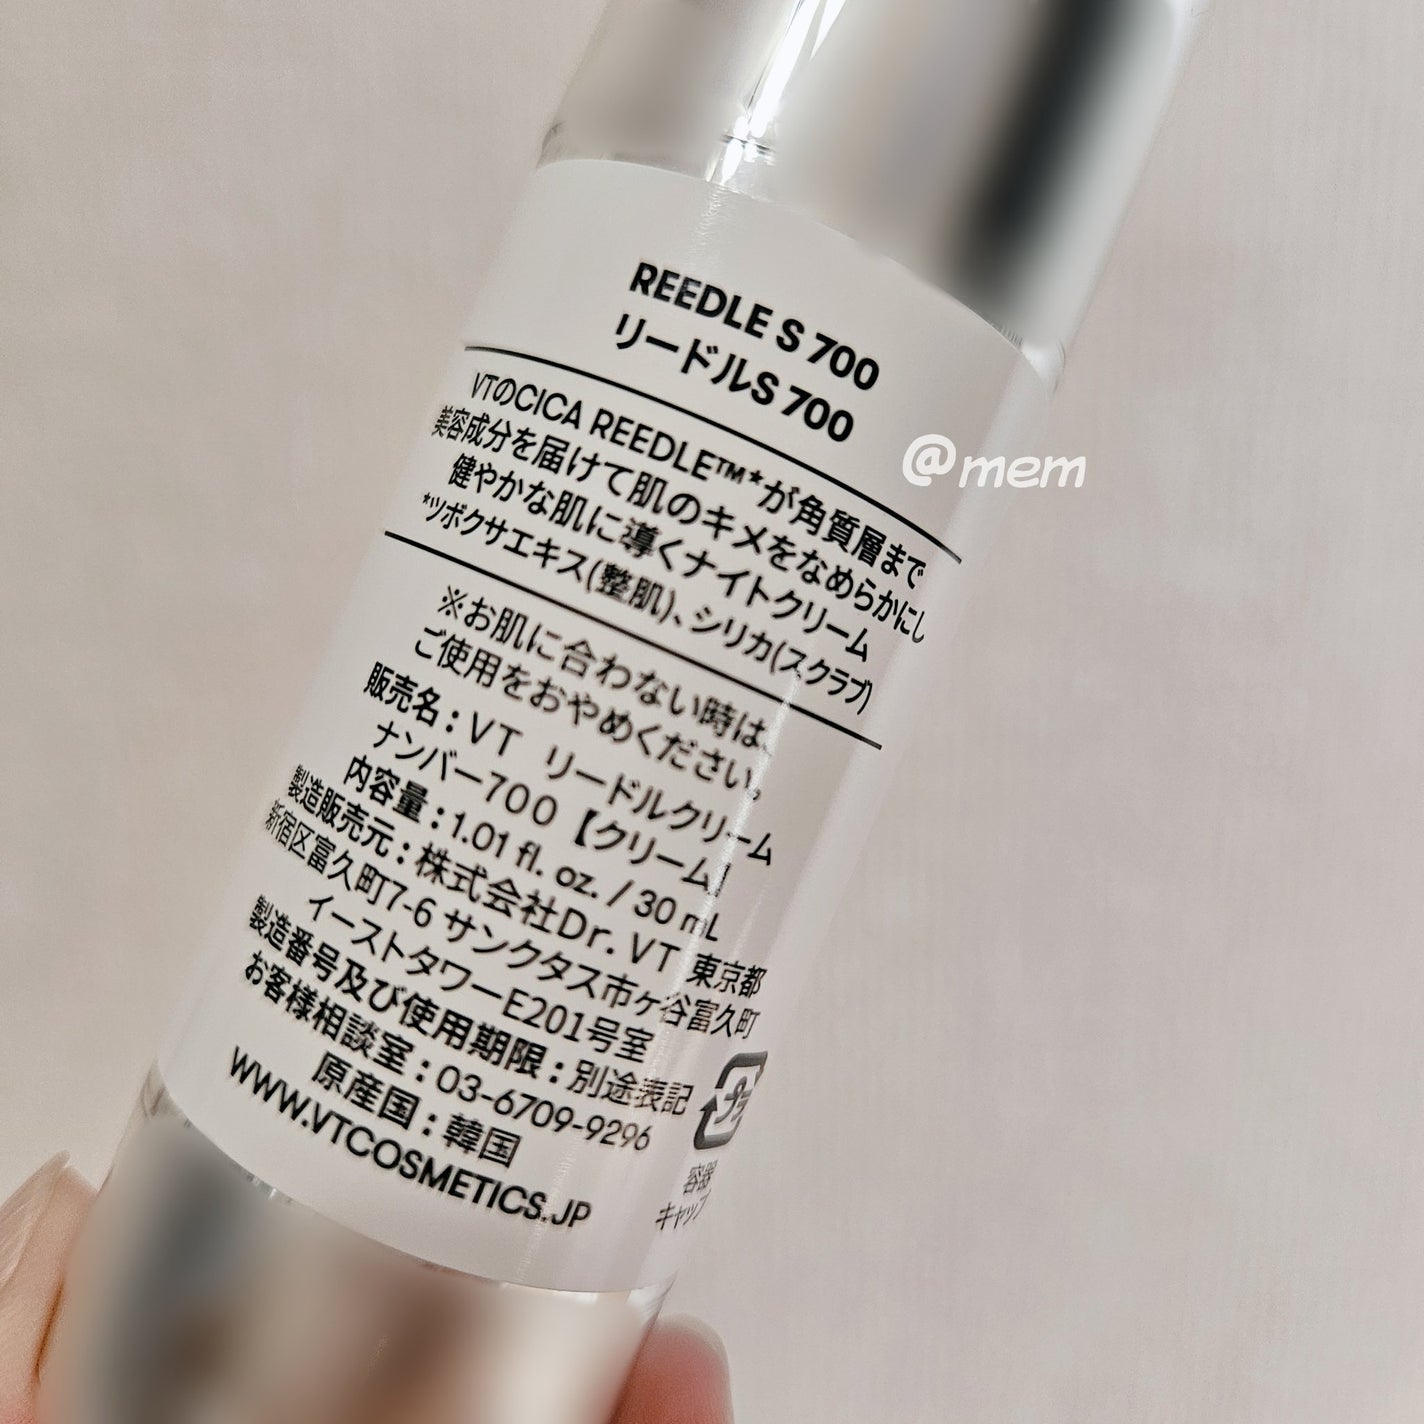 REEDLE S 700
リードルS 700
VTのCICA REEDLE™*が角質層まで
美容成分を届けて肌のキメをなめらかにし
健やかな肌に導くナイトクリーム
*ツボクサエキス(整肌)、シリカ(スクラブ)
※お肌に合わない時は、
ご使用をおやめください。
販売名：VT リードルクリーム
ナンバー700【クリーム】
内容量：1.01 fl. oz. / 30 mL
製造販売元：株式会社Dr. VT 東京都
新宿区富久町7-6 サンクタス市ヶ谷富久町
イーストタワーE201号室
製造番号及び使用期限：別途表記
お客様相談室：03-6709-9296
原産国：韓国
WWW.VTCOSMETICS.JP
プラ
容器
キャップ
@mem